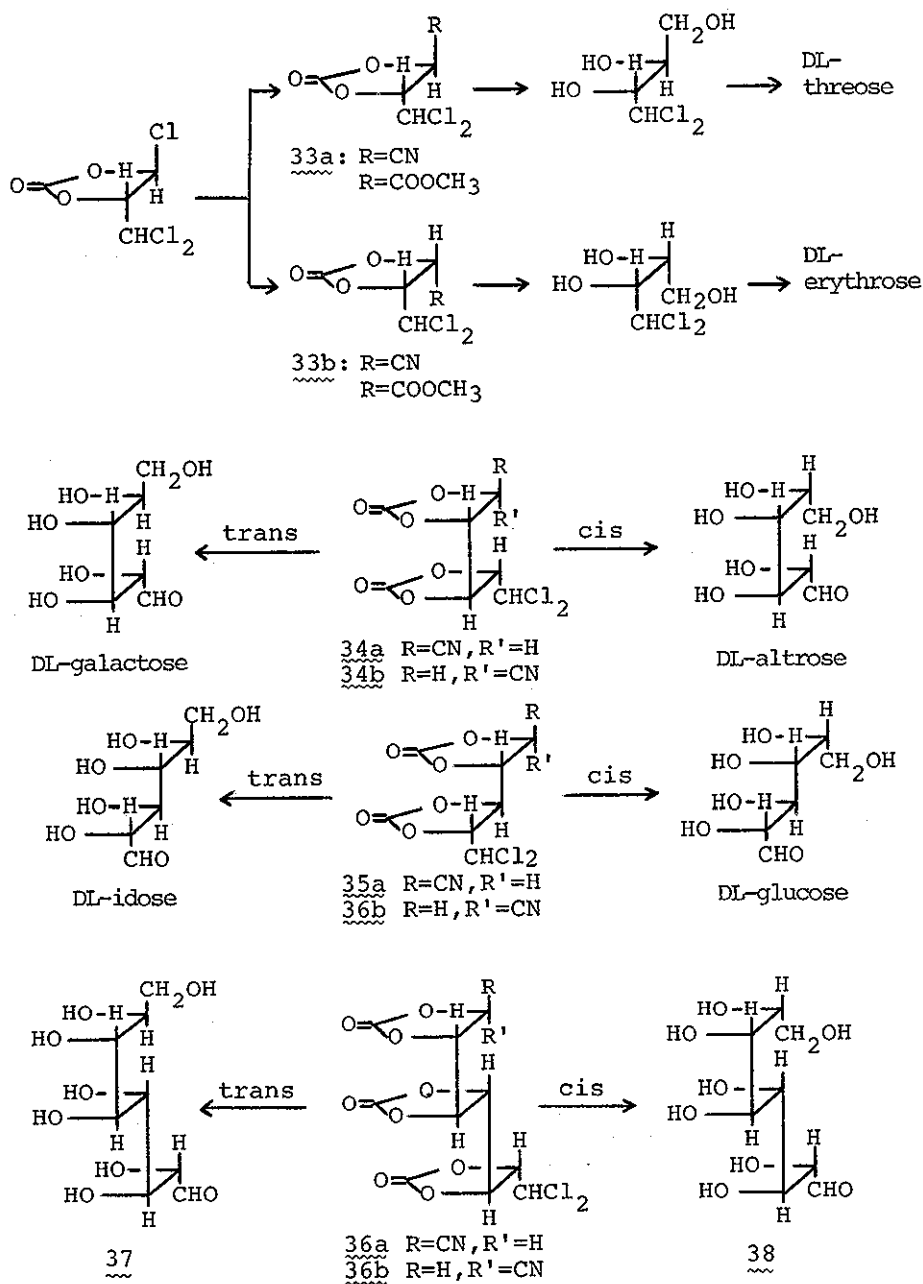 R
CH2OH
O-H
HO-H
DL-
threose
O=
O
H
HO
H
CHCl2
CHCl2
Cl
O-H
33a: R=CN
R=COOCH3
O=
O
H
CHCl2
H
H
O-H
HO-H
DL-
erythrose
O=
O
R
HO
CH2OH
CHCl2
CHCl2
33b: R=CN
R=COOCH3
CH2OH
R
H
HO-H
O-H
HO-H
HO
H
O=
O
R'
HO
CH2OH
H
trans
H
cis
H
HO
O
HO
HO
CHO
O=
O
CHCl2
HO
CHO
H
H
H
DL-galactose
34a R=CN,R'=H
34b R=H,R'=CN
DL-altrose
CH2OH
R
H
HO-H
O-H
HO-H
HO
H
O=
O
R'
HO
CH2OH
trans
cis
HO-H
O-H
HO-H
HO
H
O=
O
H
HO
H
CHO
CHCl2
CHO
DL-idose
35a R=CN,R'=H
36b R=H,R'=CN
DL-glucose
CH2OH
R
H
HO-H
O-H
HO-H
HO
H
O=
O
R'
HO
CH2OH
H
H
H
HO
trans
O
cis
HO
HO
O=
O
HO
H
H
H
H
H
H
HO
O
HO
HO
CHO
O=
O
CHCl2
HO
CHO
H
H
H
37
36a R=CN,R'=H
36b R=H,R'=CN
38